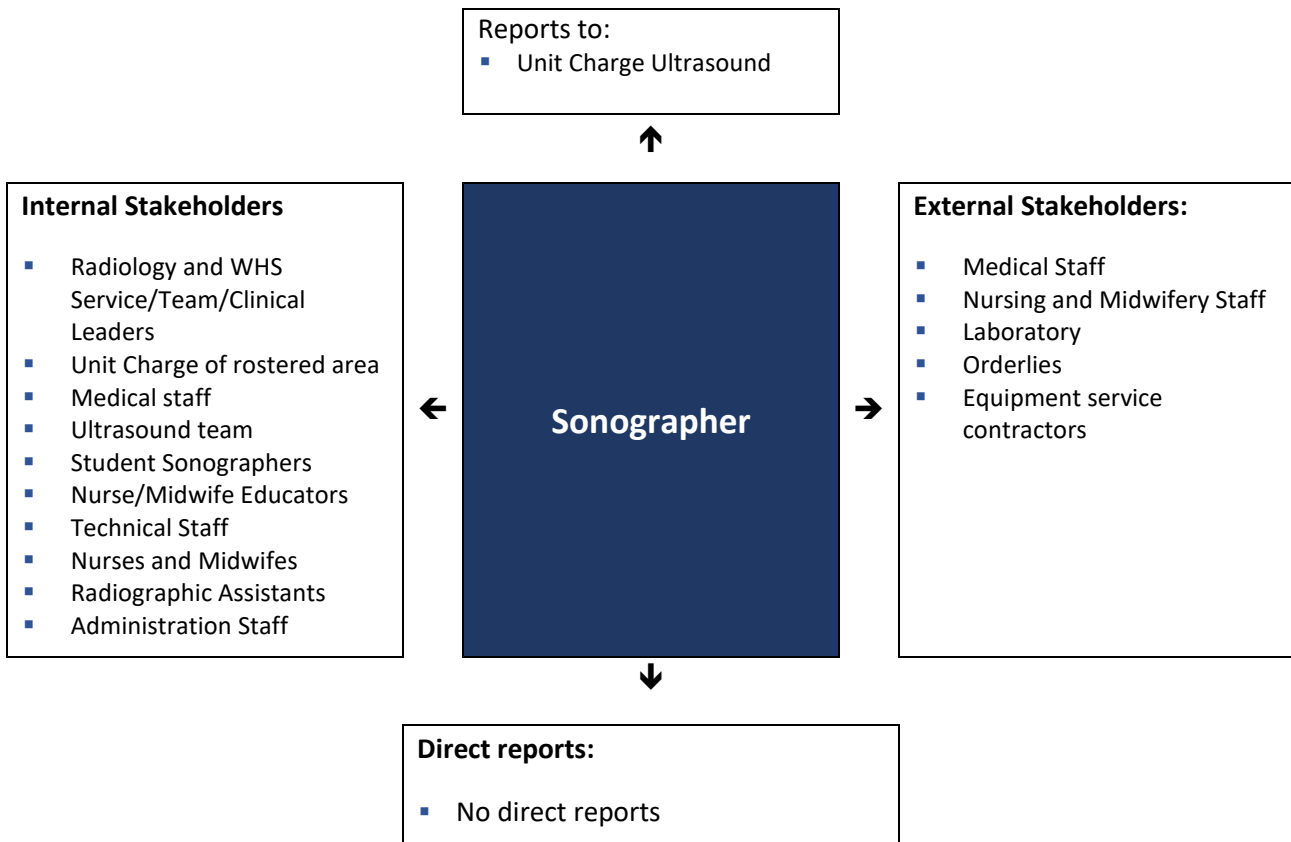 Reports to:
▪ Unit Charge Ultrasound
🡩
Internal Stakeholders
▪ Radiology and WHS
Service/Team/Clinical
Leaders
▪ Unit Charge of rostered area
▪ Medical staff
▪ Ultrasound team
▪ Student Sonographers
▪ Nurse/Midwife Educators
▪ Technical Staff
▪ Nurses and Midwifes
▪ Radiographic Assistants
▪ Administration Staff
🡨
Sonographer
🡪
External Stakeholders:
▪ Medical Staff
▪ Nursing and Midwifery Staff
▪ Laboratory
▪ Orderlies
▪ Equipment service
contractors
🡫
Direct reports:
▪ No direct reports